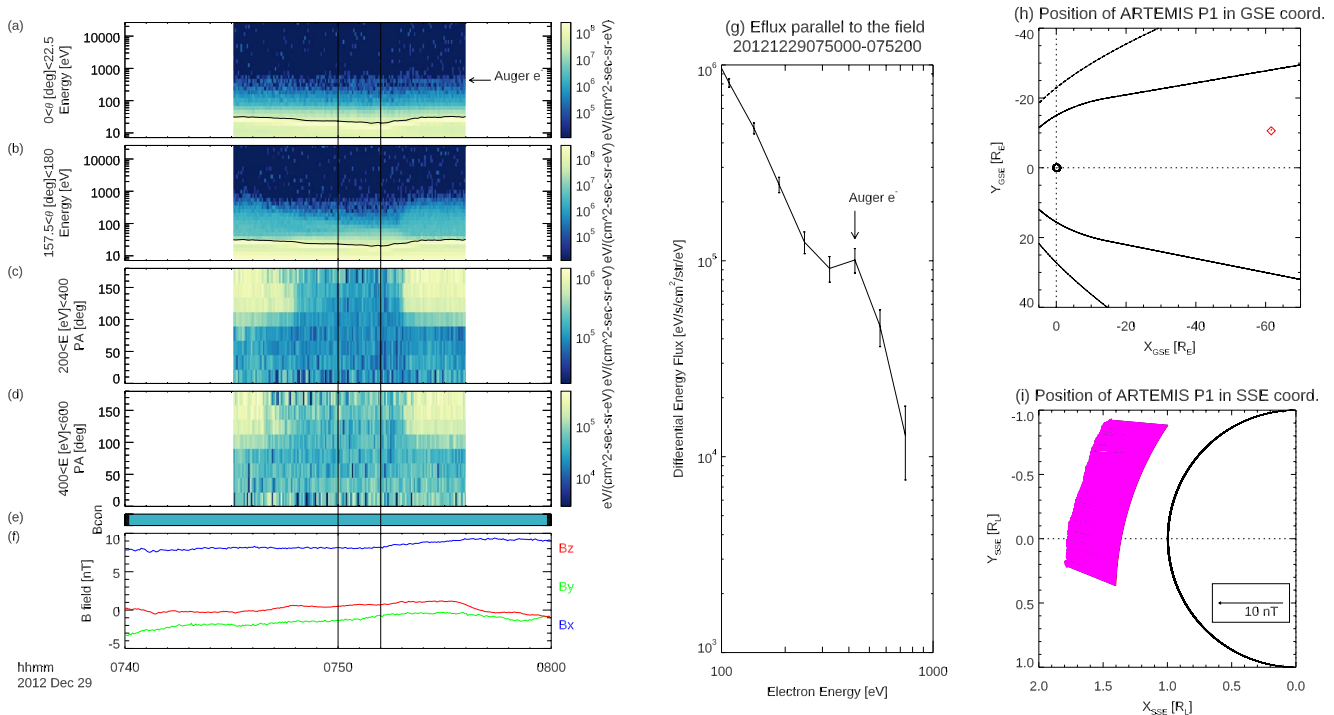 (a)
0<θ [deg]<22.5
Energy [eV]
10000
1000
100
10
Auger e⁻
10⁸
10⁷
10⁶
10⁵
eV/(cm^2-sec-sr-eV)
(b)
157.5<θ [deg]<180
Energy [eV]
10000
1000
100
10
10⁸
10⁷
10⁶
10⁵
eV/(cm^2-sec-sr-eV)
(c)
200<E [eV]<400
PA [deg]
150
100
50
0
10⁶
10⁵
eV/(cm^2-sec-sr-eV)
(d)
400<E [eV]<600
PA [deg]
150
100
50
0
10⁵
10⁴
eV/(cm^2-sec-sr-eV)
(e)
Bcon
(f)
B field [nT]
10
5
0
-5
Bz
By
Bx
hhmm
2012 Dec 29
0740
0750
0800
(g) Eflux parallel to the field
20121229075000-075200
Differential Energy Flux [eV/s/cm²/str/eV]
10⁶
10⁵
10⁴
10³
Auger e⁻
100
1000
Electron Energy [eV]
(h) Position of ARTEMIS P1 in GSE coord.
Y_GSE [R_E]
-40
-20
0
20
40
0
-20
-40
-60
X_GSE [R_E]
(i) Position of ARTEMIS P1 in SSE coord.
Y_SSE [R_L]
-1.0
-0.5
0.0
0.5
1.0
10 nT
2.0
1.5
1.0
0.5
0.0
X_SSE [R_L]